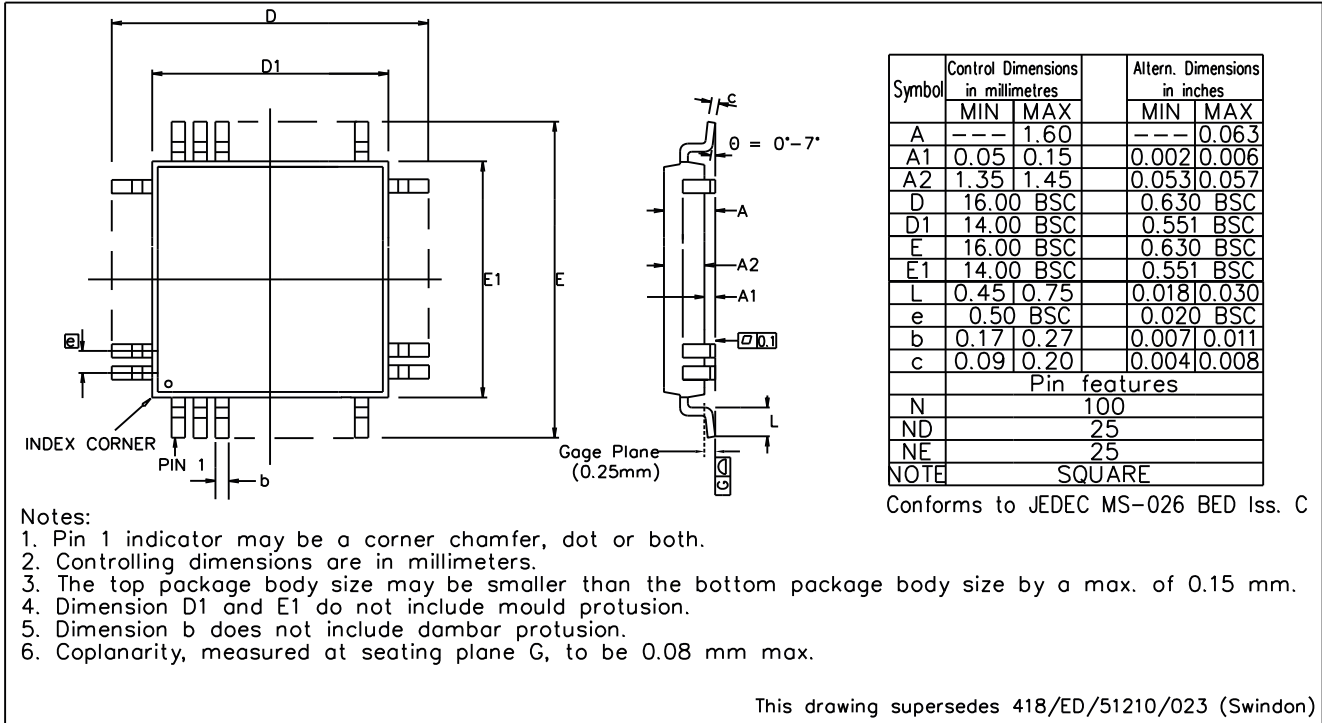 D
D1
E1
E
e
INDEX CORNER
PIN 1
b
c
θ = 0°-7°
A
A2
A1
0.1
L
Gage Plane
(0.25mm)
G
Symbol Control Dimensions in millimetres Altern. Dimensions in inches
MIN MAX MIN MAX
A --- 1.60 --- 0.063
A1 0.05 0.15 0.002 0.006
A2 1.35 1.45 0.053 0.057
D 16.00 BSC 0.630 BSC
D1 14.00 BSC 0.551 BSC
E 16.00 BSC 0.630 BSC
E1 14.00 BSC 0.551 BSC
L 0.45 0.75 0.018 0.030
e 0.50 BSC 0.020 BSC
b 0.17 0.27 0.007 0.011
c 0.09 0.20 0.004 0.008
Pin features
N 100
ND 25
NE 25
NOTE SQUARE
Conforms to JEDEC MS-026 BED Iss. C
Notes:
1. Pin 1 indicator may be a corner chamfer, dot or both.
2. Controlling dimensions are in millimeters.
3. The top package body size may be smaller than the bottom package body size by a max. of 0.15 mm.
4. Dimension D1 and E1 do not include mould protusion.
5. Dimension b does not include dambar protusion.
6. Coplanarity, measured at seating plane G, to be 0.08 mm max.
This drawing supersedes 418/ED/51210/023 (Swindon)